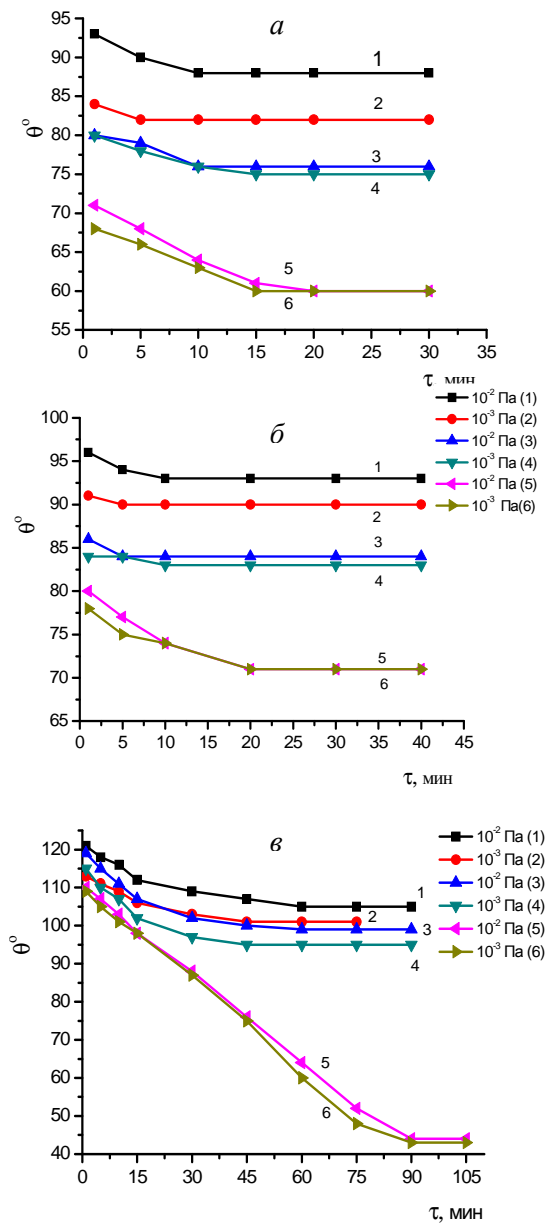 а
95
90
85
80
75
70
65
60
55
θ°
1
2
3
4
5
6
0 5 10 15 20 25 30 35
τ, мин
б
10⁻² Па (1)
10⁻³ Па (2)
10⁻² Па (3)
10⁻³ Па (4)
10⁻² Па (5)
10⁻³ Па(6)
100
95
90
85
80
75
70
65
θ°
1
2
3
4
5
6
0 5 10 15 20 25 30 35 40 45
τ, мин
в
10⁻² Па (1)
10⁻³ Па (2)
10⁻² Па (3)
10⁻³ Па (4)
10⁻² Па (5)
10⁻³ Па (6)
120
110
100
90
80
70
60
50
40
θ°
1
2
3
4
5
6
0 15 30 45 60 75 90 105
τ, мин